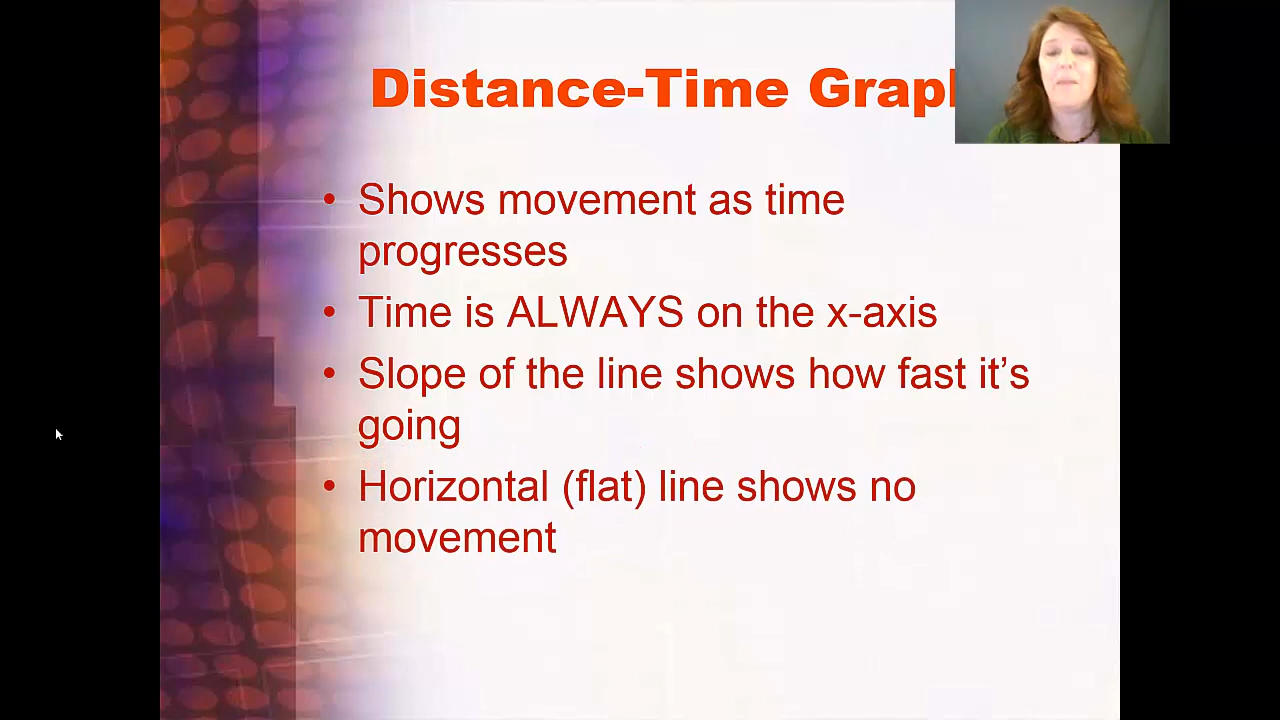 Distance-Time Grap
• Shows movement as time
progresses
• Time is ALWAYS on the x-axis
• Slope of the line shows how fast it’s
going
• Horizontal (flat) line shows no
movement